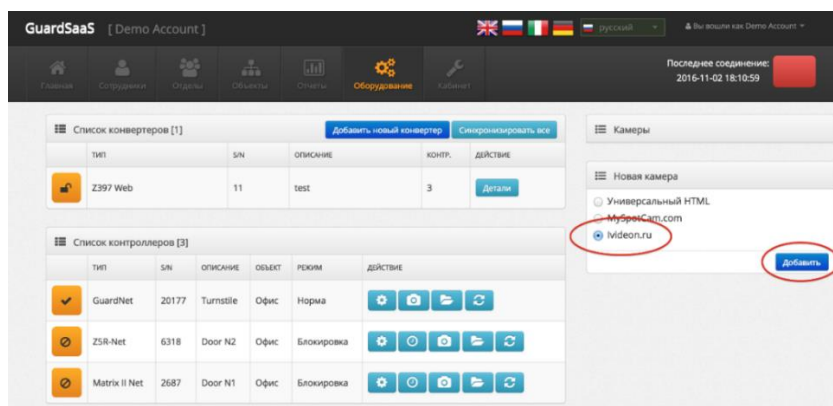 GuardSaaS [ Demo Account ]
русский
Вы вошли как Demo Account
Главная
Сотрудники
Отделы
Объекты
Отчеты
Оборудование
Кабинет
Последнее соединение:
2016-11-02 18:10:59
Список конвертеров [1]
Добавить новый конвертер
Синхронизировать все
ТИП S/N ОПИСАНИЕ КОНТР. ДЕЙСТВИЕ
Z397 Web 11 test 3 Детали
Список контроллеров [3]
ТИП S/N ОПИСАНИЕ ОБЪЕКТ РЕЖИМ ДЕЙСТВИЕ
GuardNet 20177 Turnstile Офис Норма
Z5R-Net 6318 Door N2 Офис Блокировка
Matrix II Net 2687 Door N1 Офис Блокировка
Камеры
Новая камера
Универсальный HTML
MySpotCam.com
Ivideon.ru
Добавить